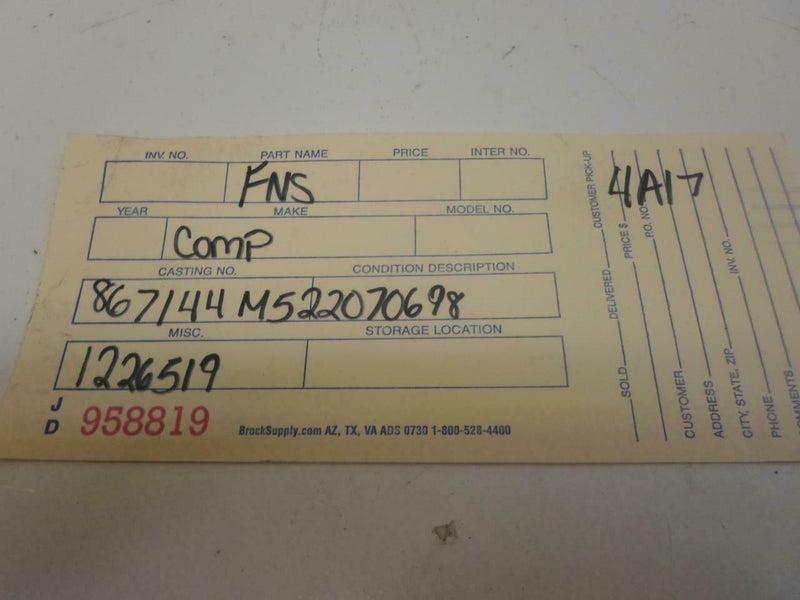 INV. NO. PART NAME PRICE INTER NO.
FNS
YEAR MAKE MODEL NO.
Comp
CASTING NO. CONDITION DESCRIPTION
867144 M522070698
MISC. STORAGE LOCATION
1226519
J
D 958819
BrockSupply.com AZ, TX, VA ADS 0730 1-800-528-4400
4A17
SOLD DELIVERED CUSTOMER PICK-UP
PRICE $
P.O. NO.
CUSTOMER
ADDRESS
CITY, STATE, ZIP INV. NO.
PHONE
COMMENTS